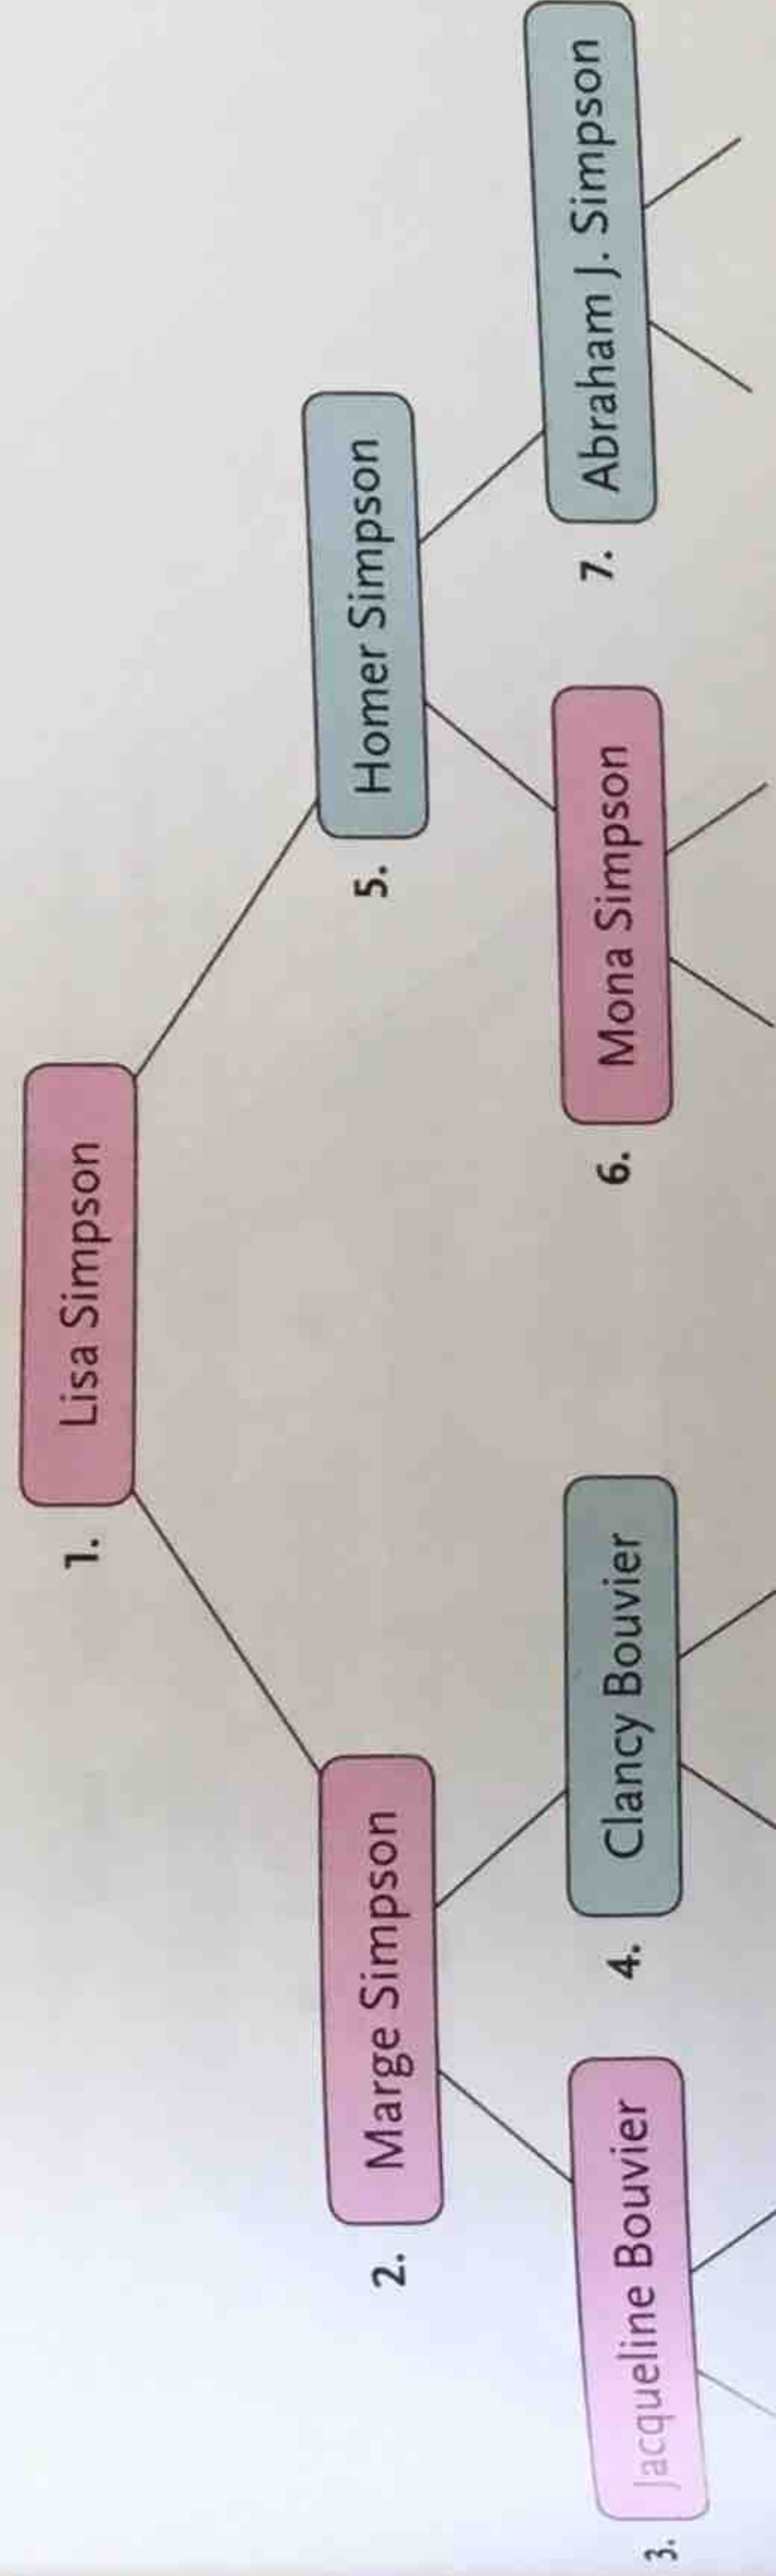 1. Lisa Simpson
2. Marge Simpson
5. Homer Simpson
3. Jacqueline Bouvier
4. Clancy Bouvier
6. Mona Simpson
7. Abraham J. Simpson